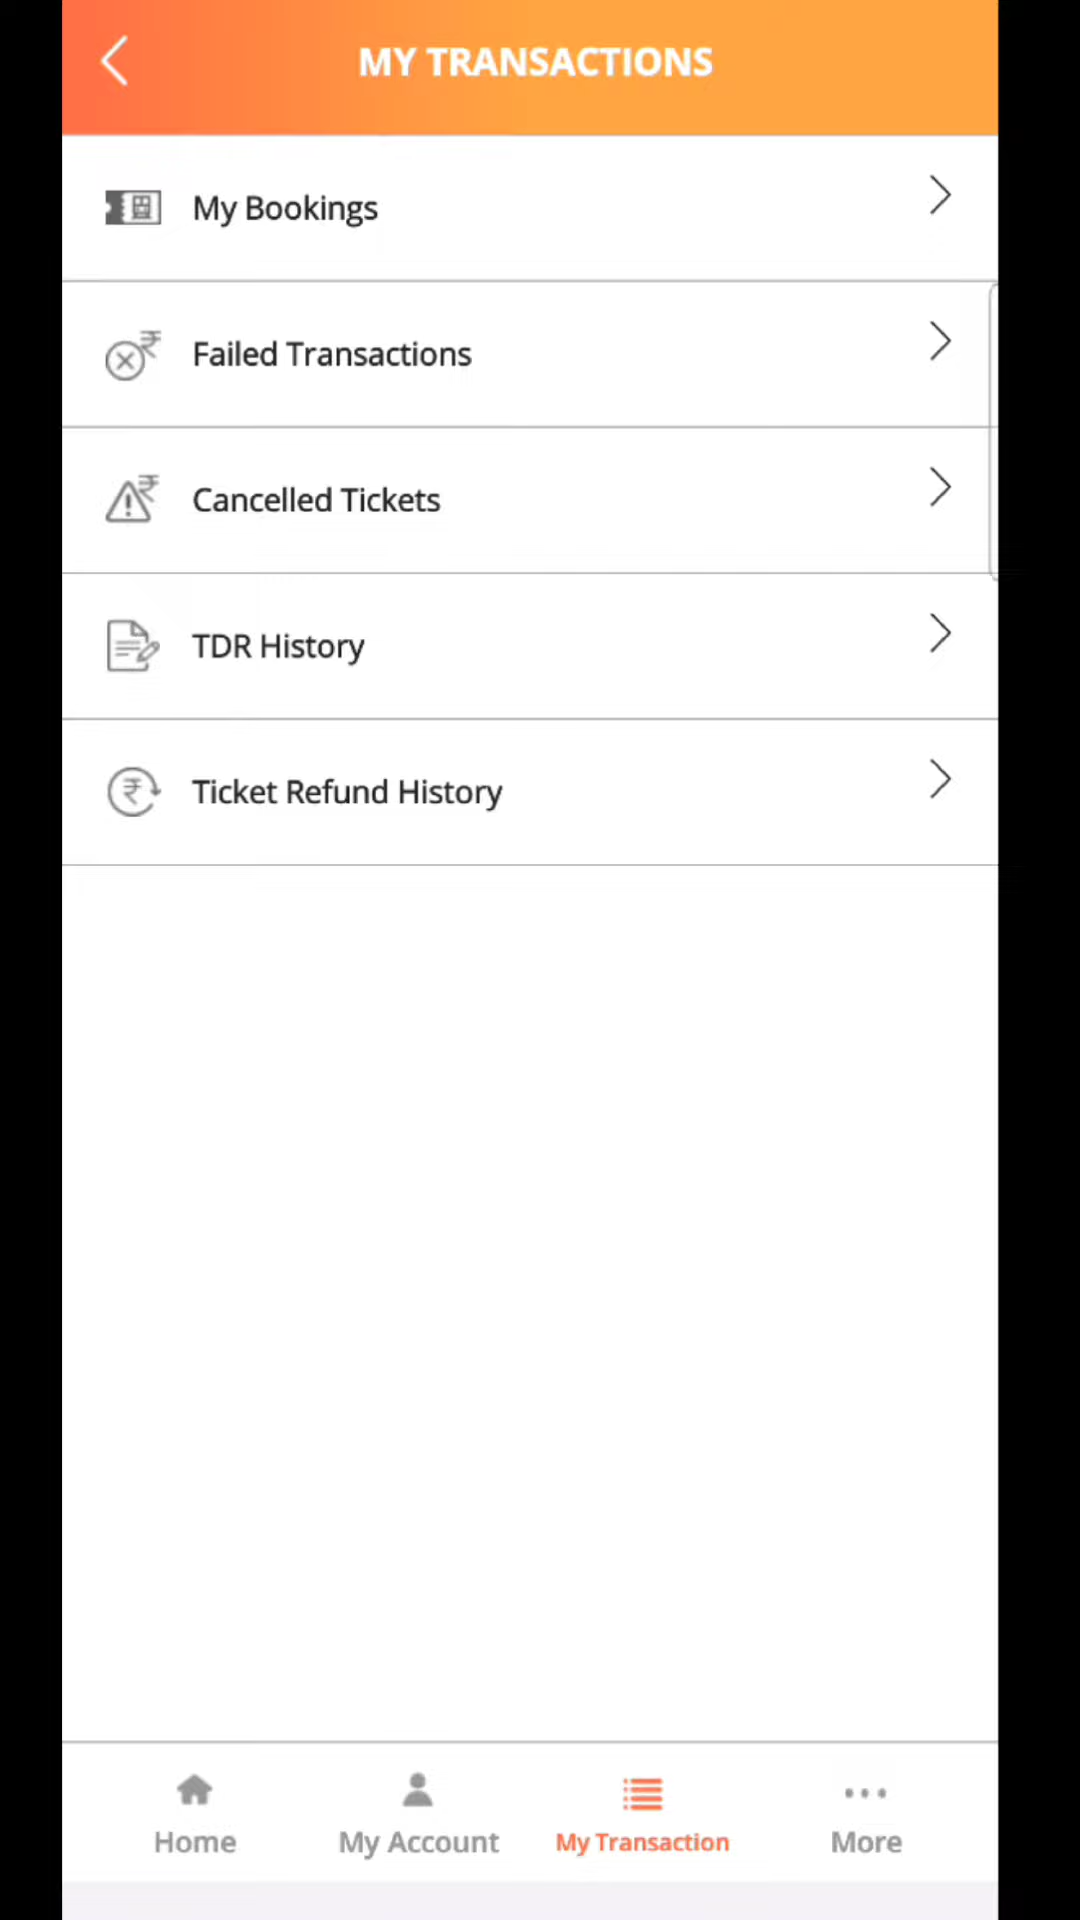 MY TRANSACTIONS
My Bookings
Failed Transactions
Cancelled Tickets
TDR History
Ticket Refund History
Home
My Account
My Transaction
More